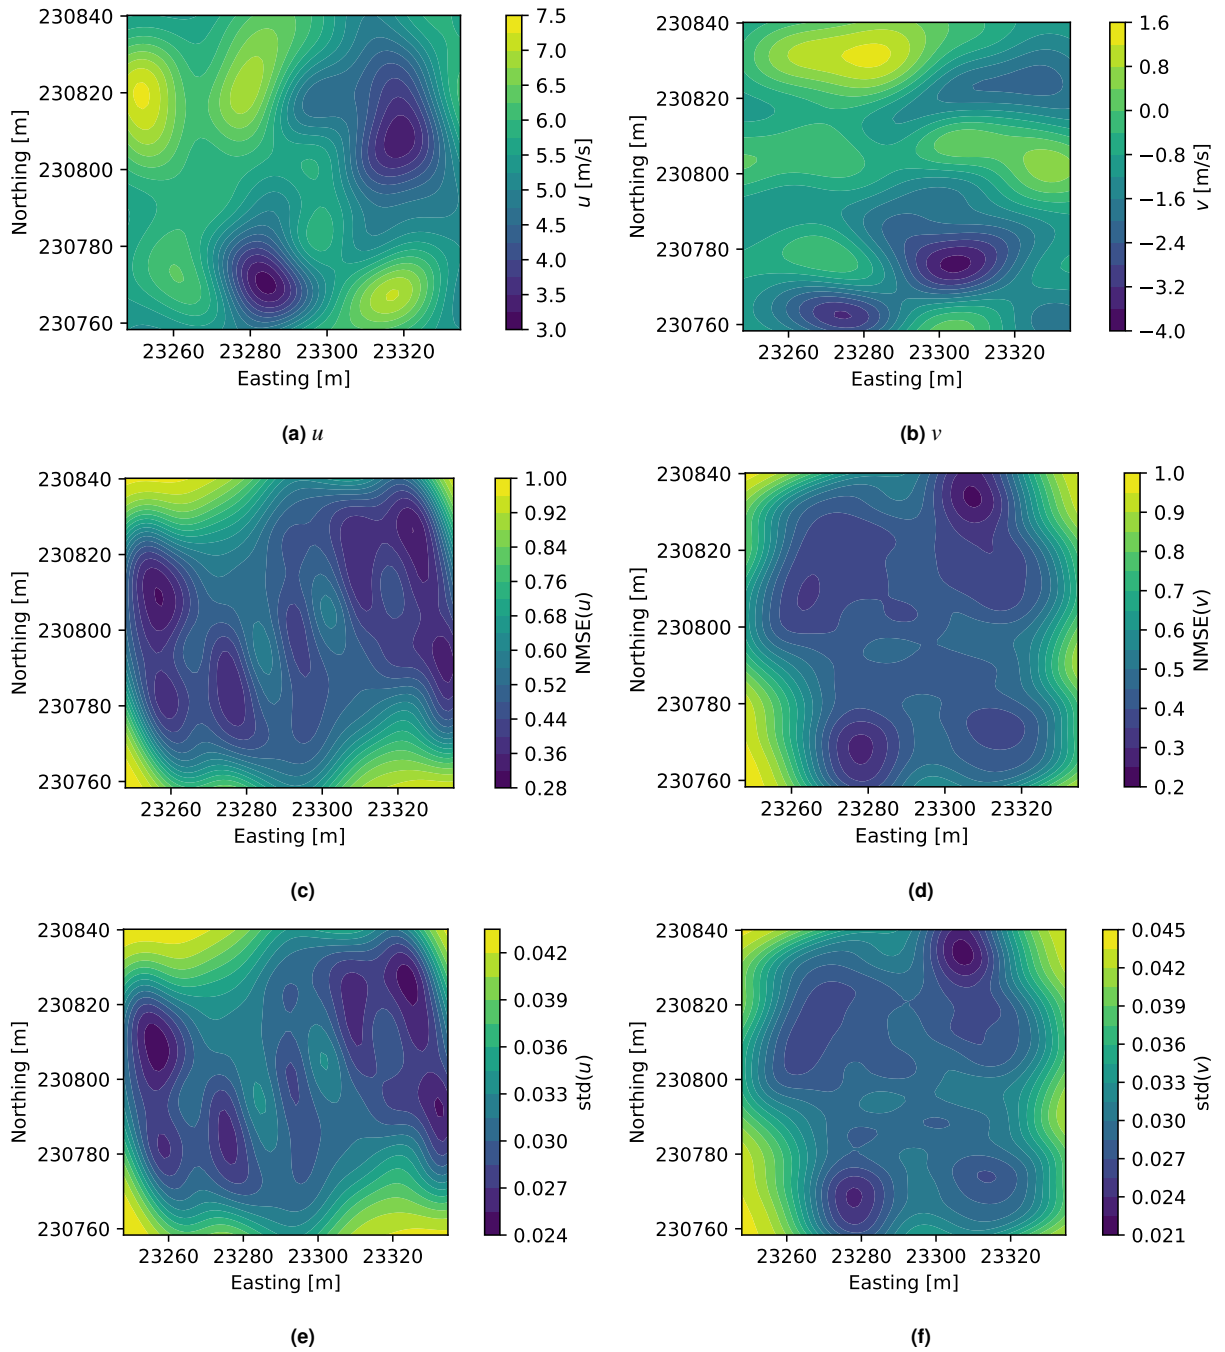 230840
230820
230800
230780
230760
Northing [m]
23260 23280 23300 23320
Easting [m]
7.5
7.0
6.5
6.0
5.5
5.0
4.5
4.0
3.5
3.0
u [m/s]
(a) u
230840
230820
230800
230780
230760
Northing [m]
23260 23280 23300 23320
Easting [m]
1.6
0.8
0.0
−0.8
−1.6
−2.4
−3.2
−4.0
v [m/s]
(b) v
230840
230820
230800
230780
230760
Northing [m]
23260 23280 23300 23320
Easting [m]
1.00
0.92
0.84
0.76
0.68
0.60
0.52
0.44
0.36
0.28
NMSE(u)
(c)
230840
230820
230800
230780
230760
Northing [m]
23260 23280 23300 23320
Easting [m]
1.0
0.9
0.8
0.7
0.6
0.5
0.4
0.3
0.2
NMSE(v)
(d)
230840
230820
230800
230780
230760
Northing [m]
23260 23280 23300 23320
Easting [m]
0.042
0.039
0.036
0.033
0.030
0.027
0.024
std(u)
(e)
230840
230820
230800
230780
230760
Northing [m]
23260 23280 23300 23320
Easting [m]
0.045
0.042
0.039
0.036
0.033
0.030
0.027
0.024
0.021
std(v)
(f)